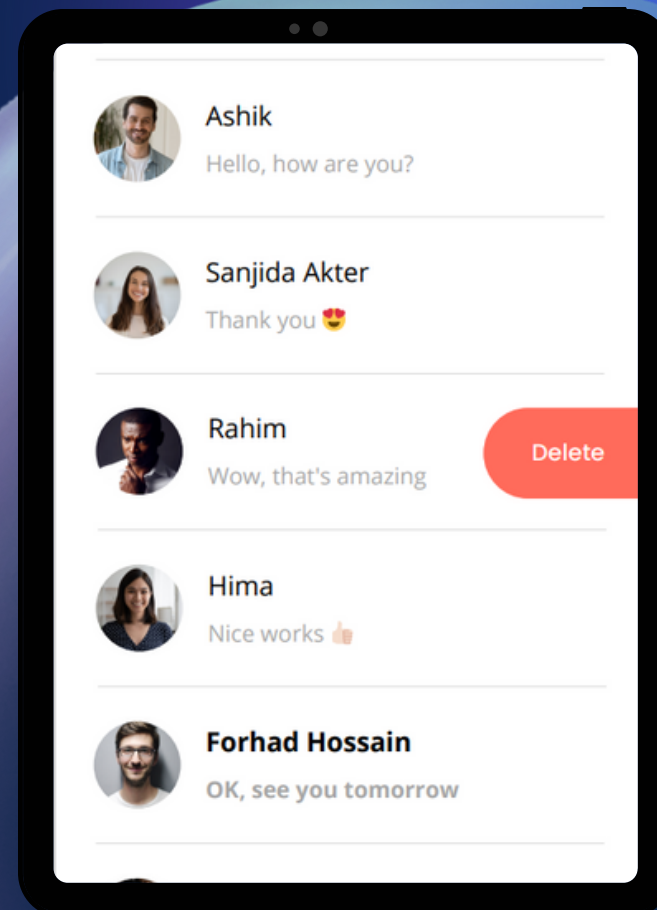 Ashik
Hello, how are you?
Sanjida Akter
Thank you 😍
Rahim
Wow, that's amazing
Delete
Hima
Nice works 👍🏻
Forhad Hossain
OK, see you tomorrow